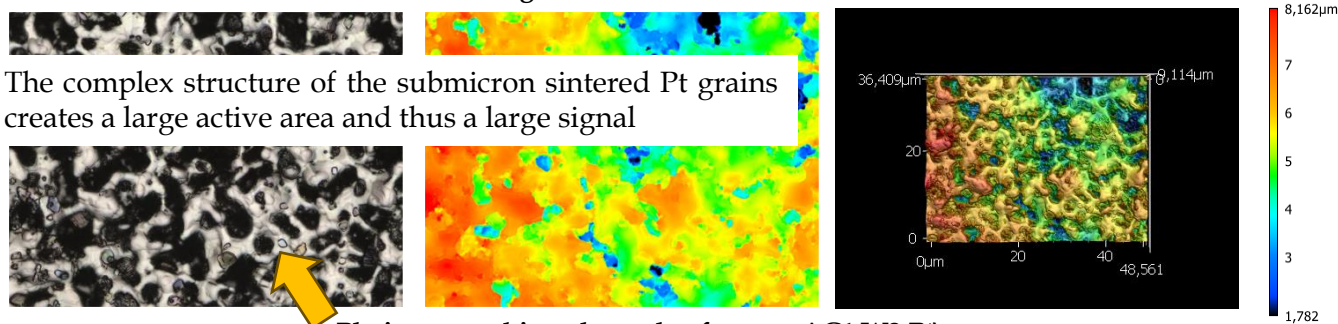 8,162µm
The complex structure of the submicron sintered Pt grains
creates a large active area and thus a large signal
36,409µm
9,114µm
7
6
5
4
3
1,782
20
0
0µm
20
40
48,561